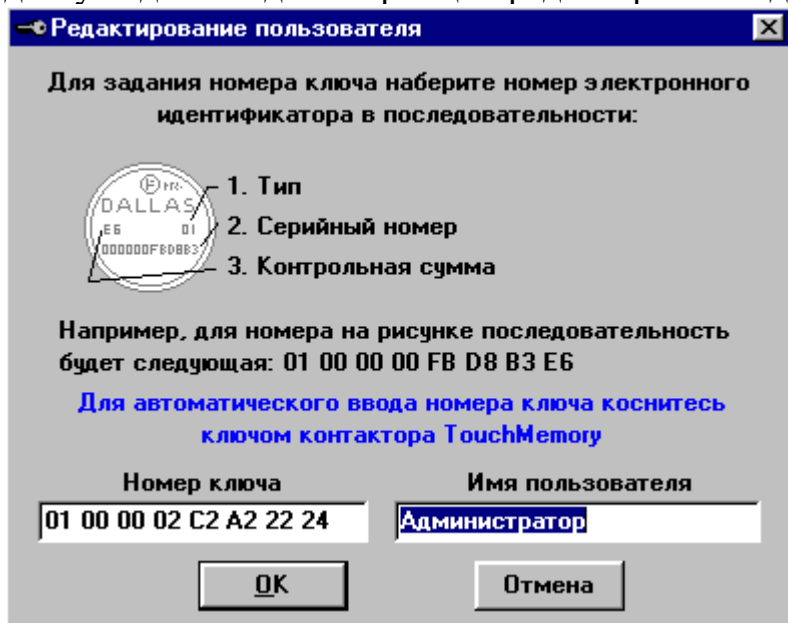 Редактирование пользователя
Для задания номера ключа наберите номер электронного
идентификатора в последовательности:
DALLAS
E6 01
000000FBD8B3
1. Тип
2. Серийный номер
3. Контрольная сумма
Например, для номера на рисунке последовательность
будет следующая: 01 00 00 00 FB D8 B3 E6
Для автоматического ввода номера ключа коснитесь
ключом контактора TouchMemory
Номер ключа Имя пользователя
01 00 00 02 C2 A2 22 24 Администратор
OK Отмена